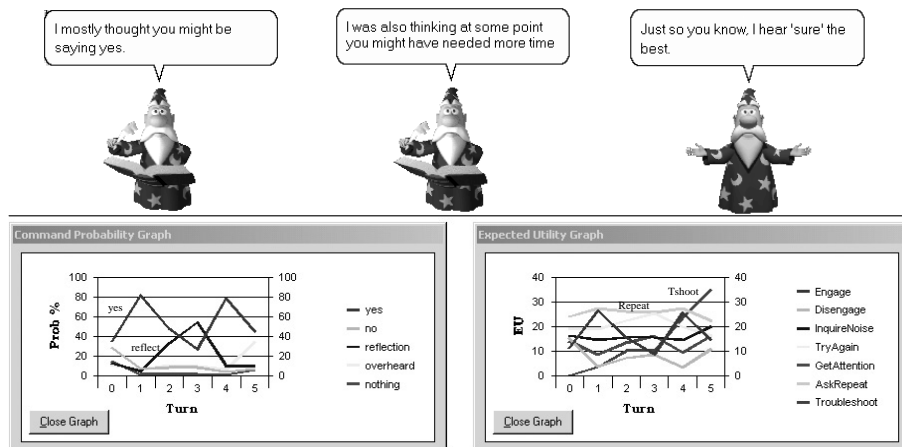 I mostly thought you might be
saying yes.
I was also thinking at some point
you might have needed more time
Just so you know, I hear 'sure' the
best.
Command Probability Graph
100
80
60
40
20
0
Prob %
yes
reflect
100
80
60
40
20
0
0 1 2 3 4 5
Turn
yes
no
reflection
overheard
nothing
Close Graph
Expected Utility Graph
40
30
20
10
0
EU
Repeat
Tshoot
40
30
20
10
0
0 1 2 3 4 5
Turn
Engage
Disengage
InquireNoise
TryAgain
GetAttention
AskRepeat
Troubleshoot
Close Graph